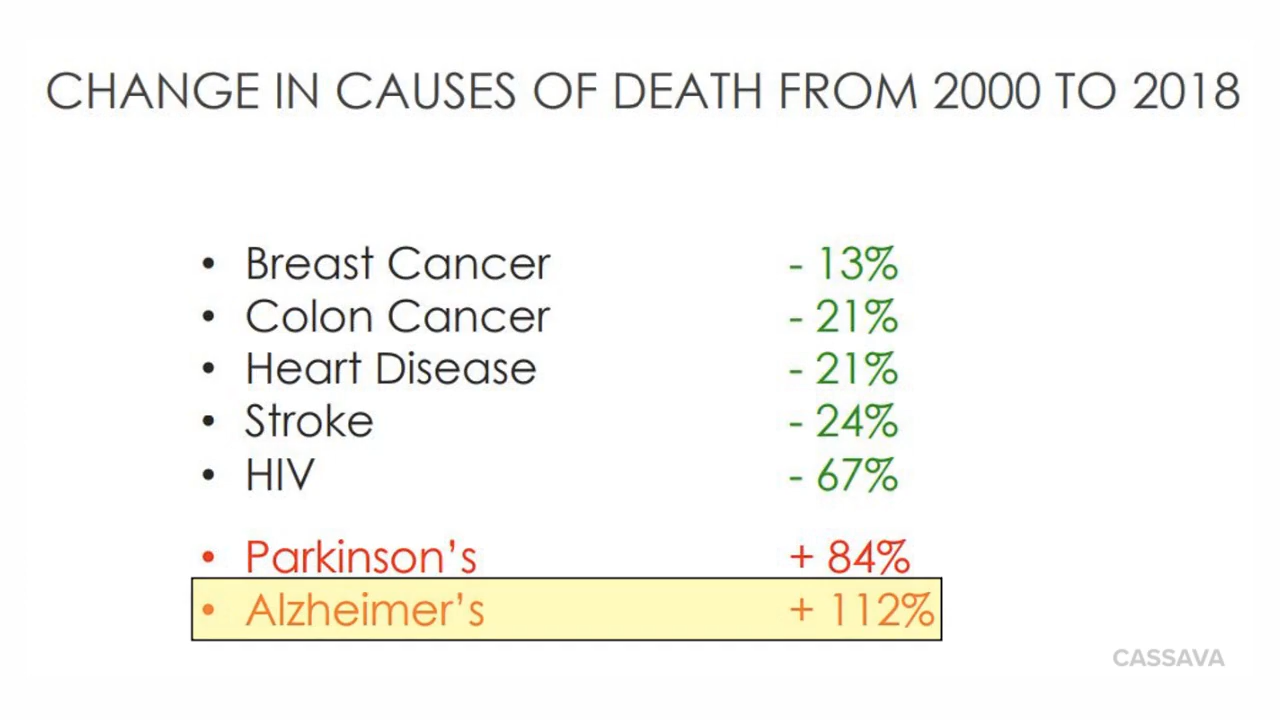 CHANGE IN CAUSES OF DEATH FROM 2000 TO 2018
• Breast Cancer - 13%
• Colon Cancer - 21%
• Heart Disease - 21%
• Stroke - 24%
• HIV - 67%
• Parkinson’s + 84%
• Alzheimer’s + 112%
CASSAVA